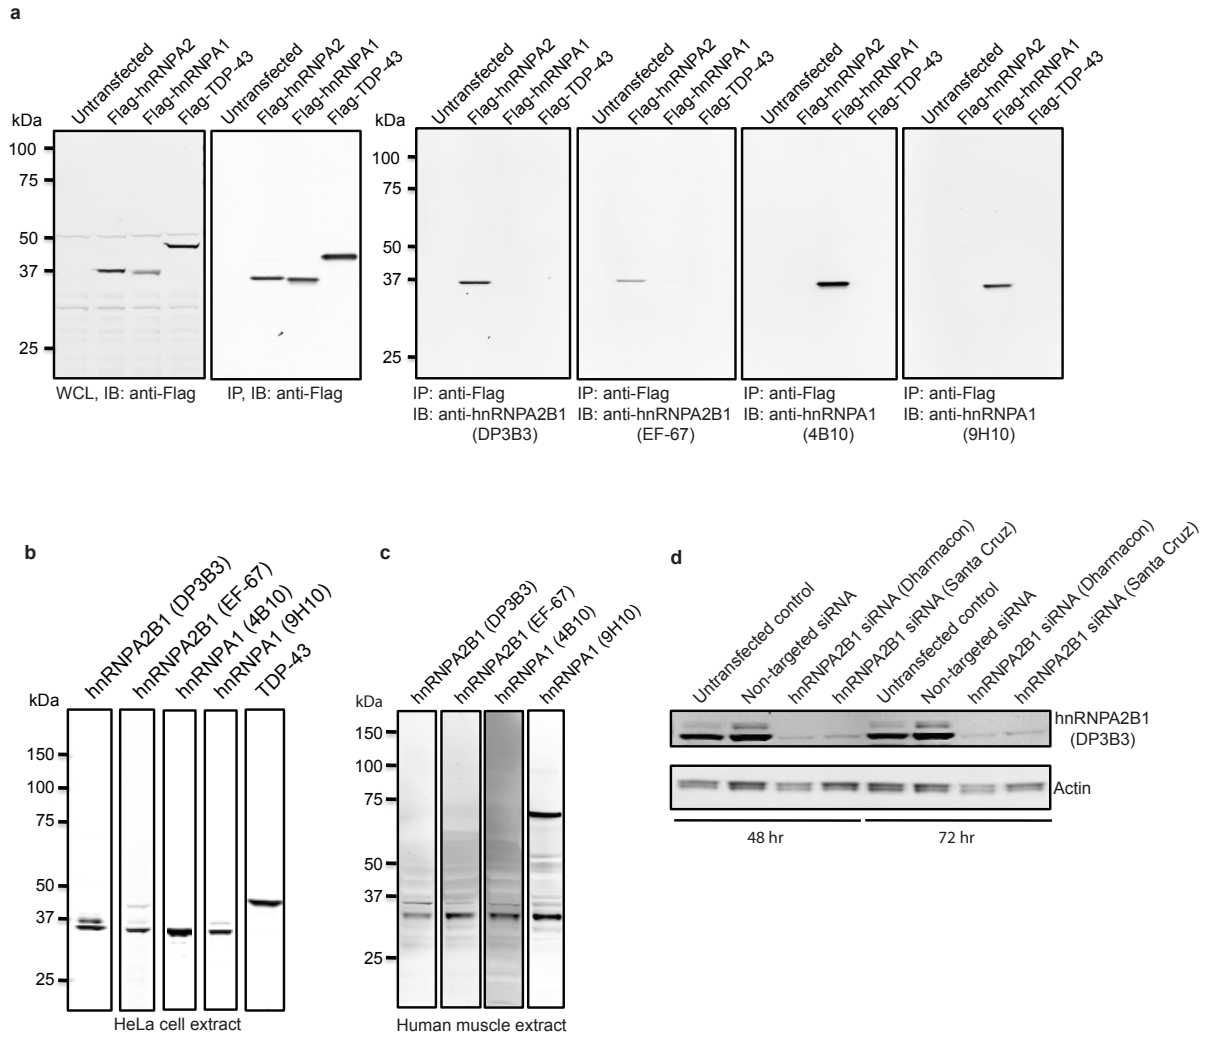 a
Untransfected
Flag-hnRNPA2
Flag-hnRNPA1
Flag-TDP-43
Untransfected
Flag-hnRNPA2
Flag-hnRNPA1
Flag-TDP-43
Untransfected
Flag-hnRNPA2
Flag-hnRNPA1
Flag-TDP-43
Untransfected
Flag-hnRNPA2
Flag-hnRNPA1
Flag-TDP-43
Untransfected
Flag-hnRNPA2
Flag-hnRNPA1
Flag-TDP-43
Untransfected
Flag-hnRNPA2
Flag-hnRNPA1
Flag-TDP-43
kDa
100
75
50
37
25
kDa
100
75
50
37
25
WCL, IB: anti-Flag
IP, IB: anti-Flag
IP: anti-Flag
IB: anti-hnRNPA2B1
(DP3B3)
IP: anti-Flag
IB: anti-hnRNPA2B1
(EF-67)
IP: anti-Flag
IB: anti-hnRNPA1
(4B10)
IP: anti-Flag
IB: anti-hnRNPA1
(9H10)
b
hnRNPA2B1 (DP3B3)
hnRNPA2B1 (EF-67)
hnRNPA1 (4B10)
hnRNPA1 (9H10)
TDP-43
kDa
150
100
75
50
37
25
HeLa cell extract
c
hnRNPA2B1 (DP3B3)
hnRNPA2B1 (EF-67)
hnRNPA1 (4B10)
hnRNPA1 (9H10)
kDa
150
100
75
50
37
25
Human muscle extract
d
Untransfected control
Non-targeted siRNA
hnRNPA2B1 siRNA (Dharmacon)
hnRNPA2B1 siRNA (Santa Cruz)
Untransfected control
Non-targeted siRNA
hnRNPA2B1 siRNA (Dharmacon)
hnRNPA2B1 siRNA (Santa Cruz)
hnRNPA2B1
(DP3B3)
Actin
48 hr
72 hr